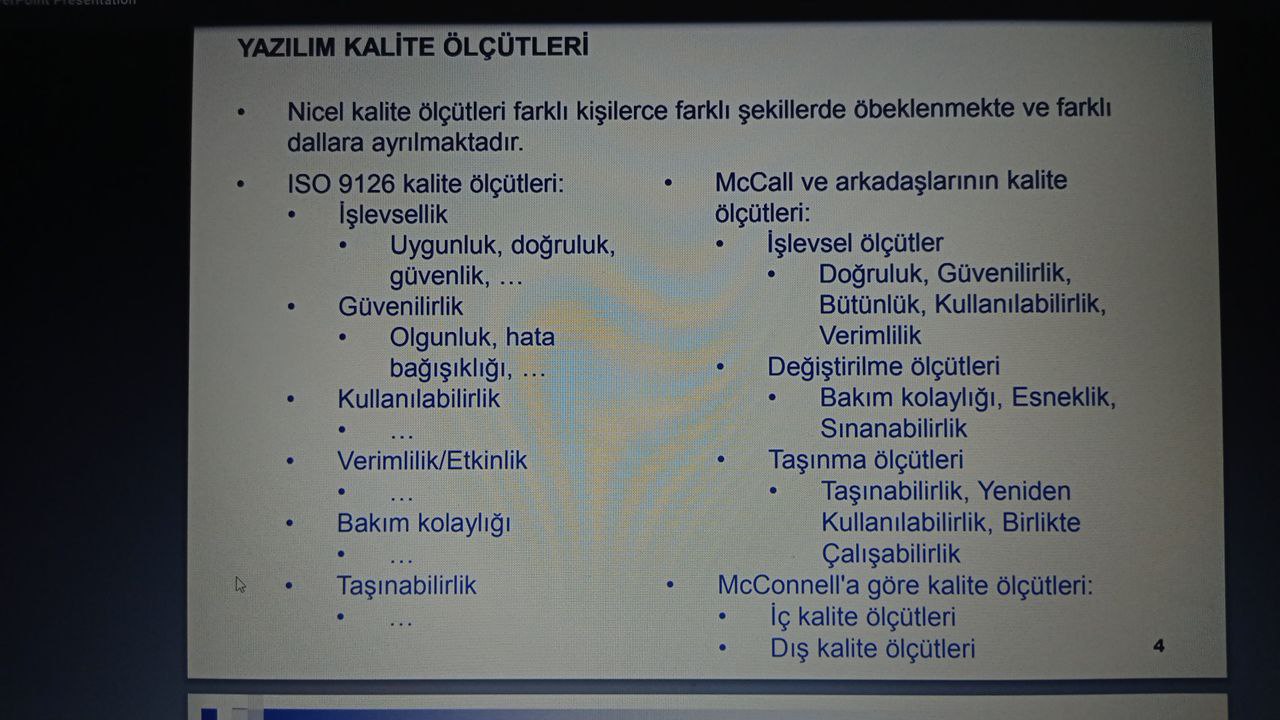 YAZILIM KALİTE ÖLÇÜTLERİ
• Nicel kalite ölçütleri farklı kişilerce farklı şekillerde öbeklenmekte ve farklı
dallara ayrılmaktadır.
• ISO 9126 kalite ölçütleri:
• İşlevsellik
• Uygunluk, doğruluk,
güvenlik, …
• Güvenilirlik
• Olgunluk, hata
bağışıklığı, …
• Kullanılabilirlik
• …
• Verimlilik/Etkinlik
• …
• Bakım kolaylığı
• …
• Taşınabilirlik
• …
• McCall ve arkadaşlarının kalite
ölçütleri:
• İşlevsel ölçütler
• Doğruluk, Güvenilirlik,
Bütünlük, Kullanılabilirlik,
Verimlilik
• Değiştirilme ölçütleri
• Bakım kolaylığı, Esneklik,
Sınanabilirlik
• Taşınma ölçütleri
• Taşınabilirlik, Yeniden
Kullanılabilirlik, Birlikte
Çalışabilirlik
• McConnell'a göre kalite ölçütleri:
• İç kalite ölçütleri
• Dış kalite ölçütleri
4